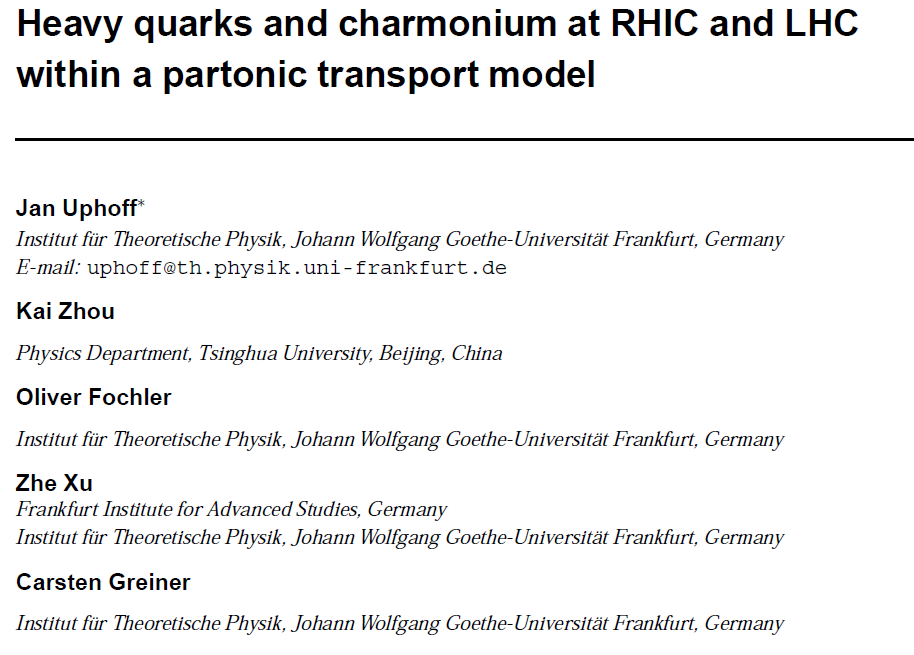 Heavy quarks and charmonium at RHIC and LHC
within a partonic transport model
Jan Uphoff*
Institut für Theoretische Physik, Johann Wolfgang Goethe-Universität Frankfurt, Germany
E-mail: uphoff@th.physik.uni-frankfurt.de
Kai Zhou
Physics Department, Tsinghua University, Beijing, China
Oliver Fochler
Institut für Theoretische Physik, Johann Wolfgang Goethe-Universität Frankfurt, Germany
Zhe Xu
Frankfurt Institute for Advanced Studies, Germany
Institut für Theoretische Physik, Johann Wolfgang Goethe-Universität Frankfurt, Germany
Carsten Greiner
Institut für Theoretische Physik, Johann Wolfgang Goethe-Universität Frankfurt, Germany